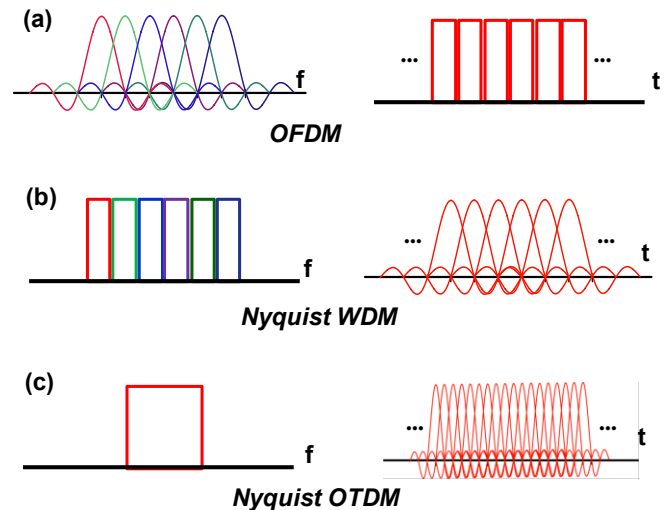 (a)
f
... ...
t
OFDM
(b)
f
... ...
t
Nyquist WDM
(c)
f
... ...
t
Nyquist OTDM